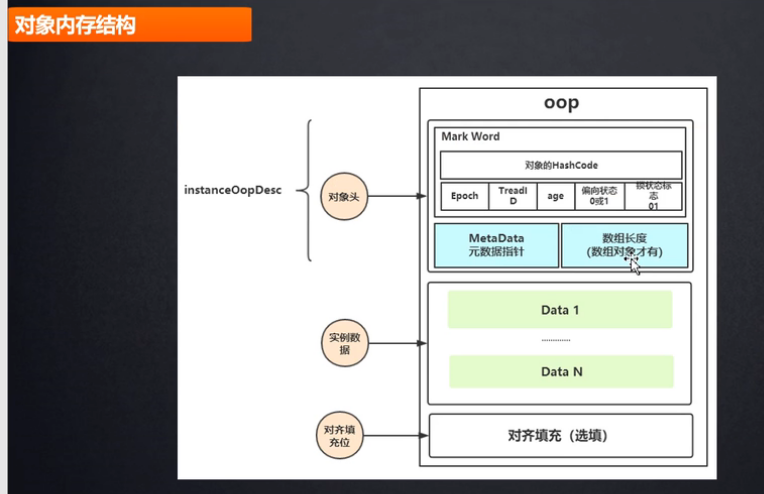 对象内存结构
oop
Mark Word
对象的HashCode
Epoch
TreadI
D
age
偏向状态
0或1
锁状态标
志
01
instanceOopDesc
对象头
MetaData
元数据指针
数组长度
(数组对象才有)
Data 1
.............
实例数
据
Data N
对齐填
充位
对齐填充（选填）